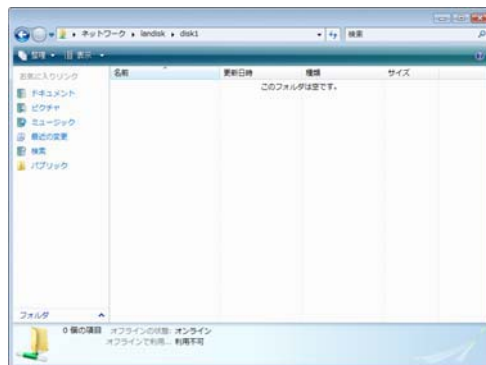 ネットワーク ▸ landisk ▸ disk1
検索
整理 表示
お気に入りリンク
名前 更新日時 種類 サイズ
このフォルダは空です。
ドキュメント
ピクチャ
ミュージック
最近の変更
検索
パブリック
フォルダ
0 個の項目 オフラインの状態: オンライン
オフラインで利用... 利用不可